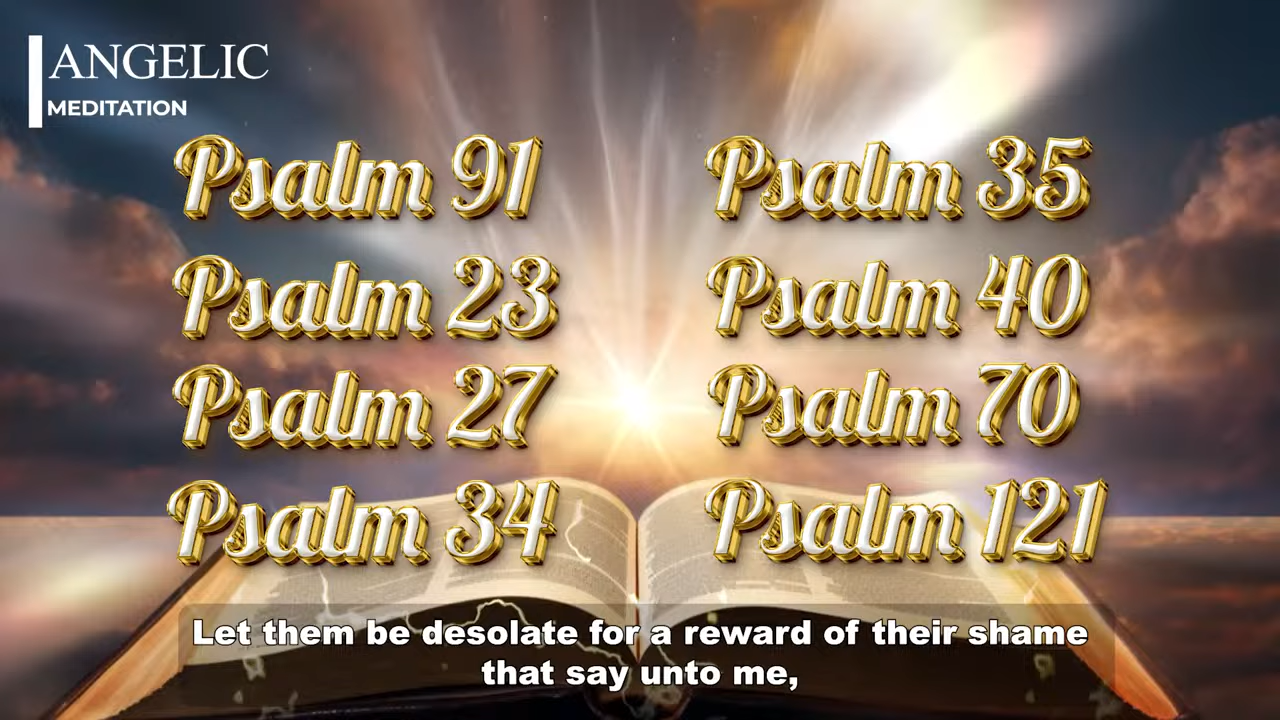 ANGELIC
MEDITATION
Psalm 91
Psalm 23
Psalm 27
Psalm 34
Psalm 35
Psalm 40
Psalm 70
Psalm 121
Let them be desolate for a reward of their shame
that say unto me,